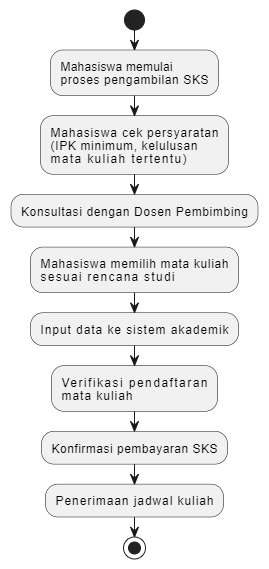 Mahasiswa memulai
proses pengambilan SKS
Mahasiswa cek persyaratan
(IPK minimum, kelulusan
mata kuliah tertentu)
Konsultasi dengan Dosen Pembimbing
Mahasiswa memilih mata kuliah
sesuai rencana studi
Input data ke sistem akademik
Verifikasi pendaftaran
mata kuliah
Konfirmasi pembayaran SKS
Penerimaan jadwal kuliah